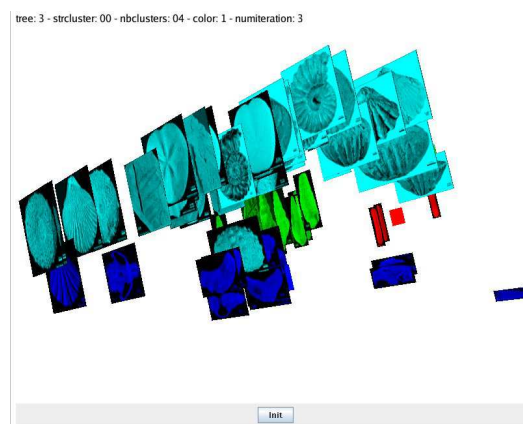 tree: 3 - strcluster: 00 - nbclusters: 04 - color: 1 - numiteration: 3
Init